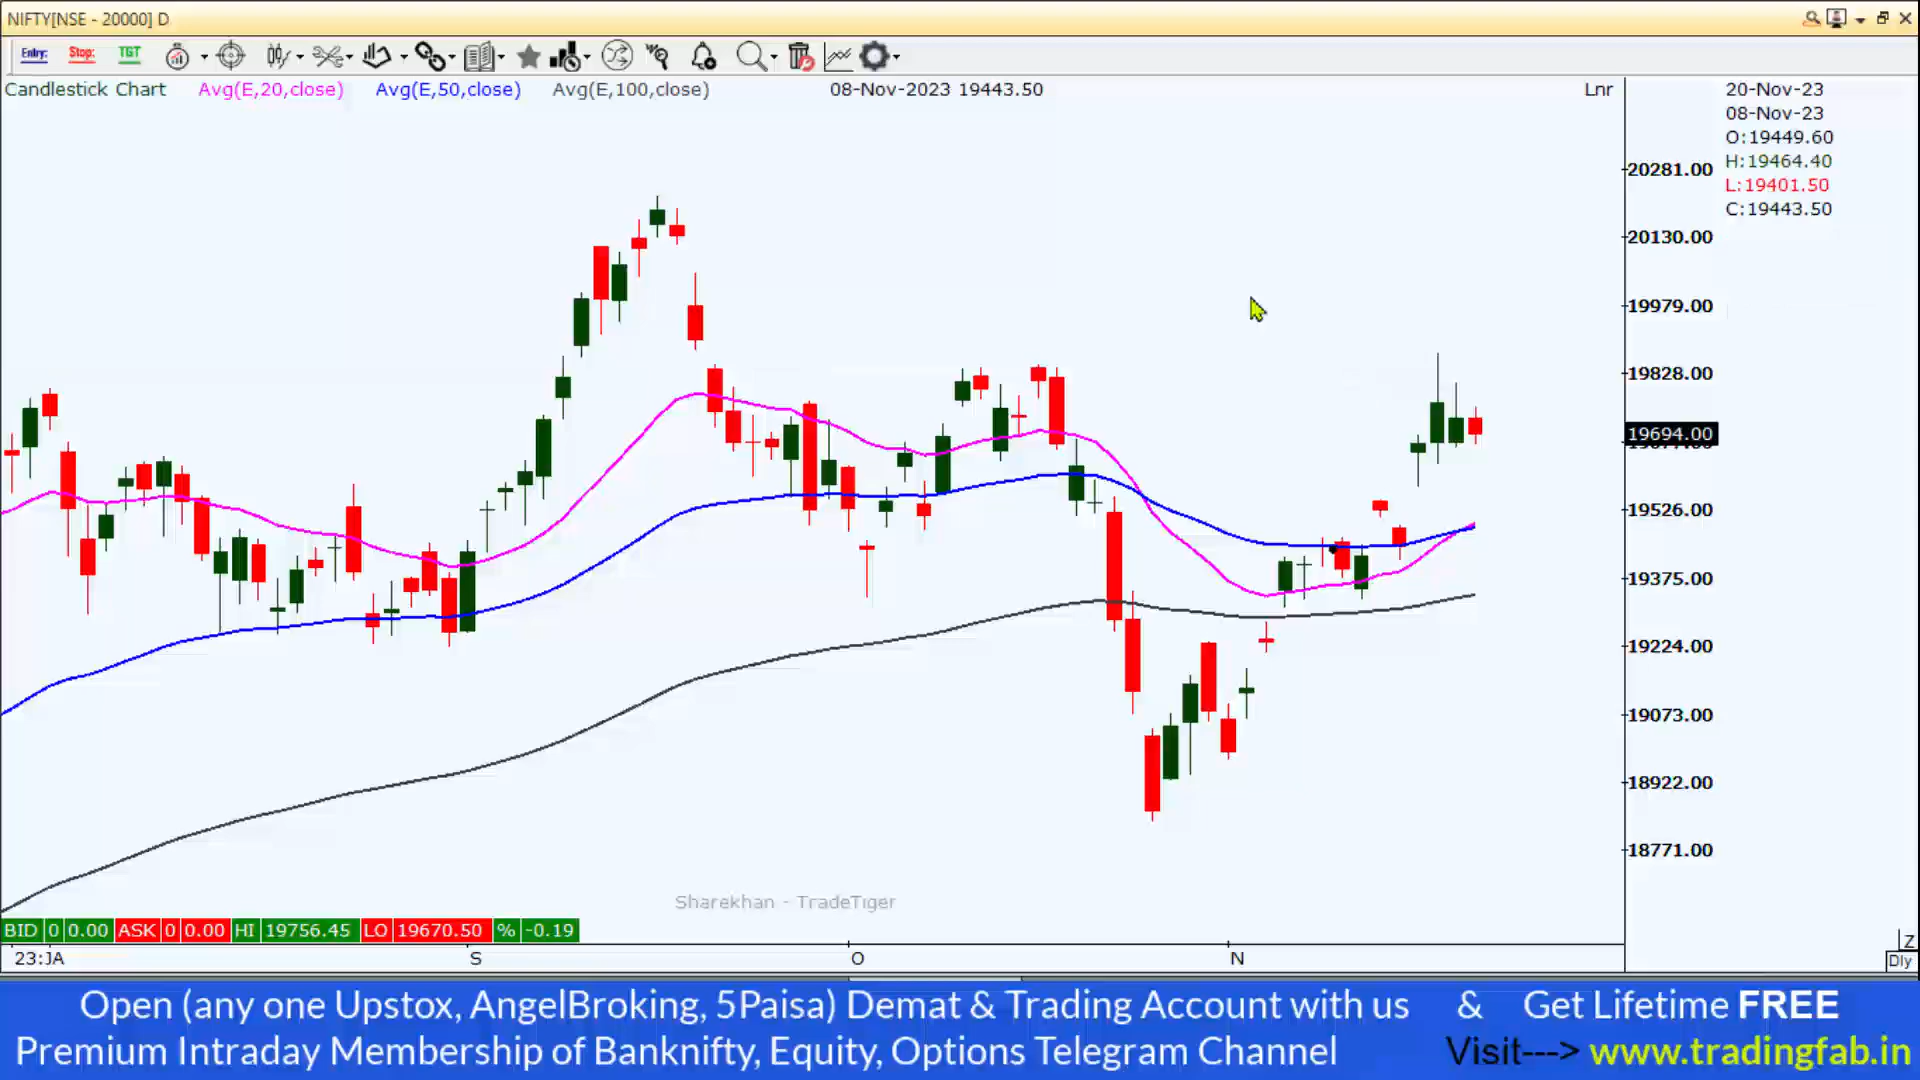 NIFTY[NSE - 20000] D
Entry: Stop: TGT
Candlestick Chart Avg(E,20,close) Avg(E,50,close) Avg(E,100,close) 08-Nov-2023 19443.50 Lnr
20-Nov-23
08-Nov-23
O:19449.60
H:19464.40
L:19401.50
C:19443.50
20281.00
20130.00
19979.00
19828.00
19694.00
19526.00
19375.00
19224.00
19073.00
18922.00
18771.00
Sharekhan - TradeTiger
BID 0 0.00 ASK 0 0.00 HI 19756.45 LO 19670.50 % -0.19
Z
23:JA S O N
Dly
Open (any one Upstox, AngelBroking, 5Paisa) Demat & Trading Account with us & Get Lifetime FREE
Premium Intraday Membership of Banknifty, Equity, Options Telegram Channel Visit---> www.tradingfab.in